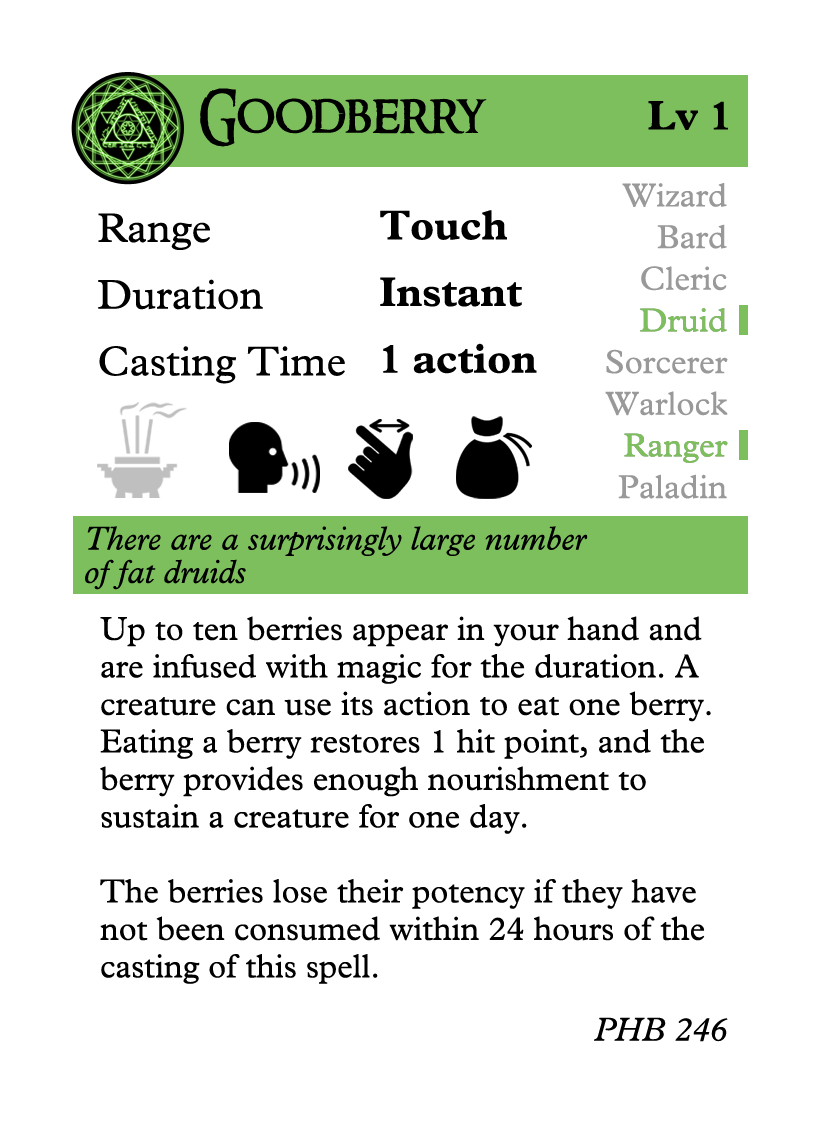 Goodberry
Lv 1
Range Touch
Duration Instant
Casting Time 1 action
Wizard
Bard
Cleric
Druid
Sorcerer
Warlock
Ranger
Paladin
There are a surprisingly large number
of fat druids
Up to ten berries appear in your hand and
are infused with magic for the duration. A
creature can use its action to eat one berry.
Eating a berry restores 1 hit point, and the
berry provides enough nourishment to
sustain a creature for one day.
The berries lose their potency if they have
not been consumed within 24 hours of the
casting of this spell.
PHB 246